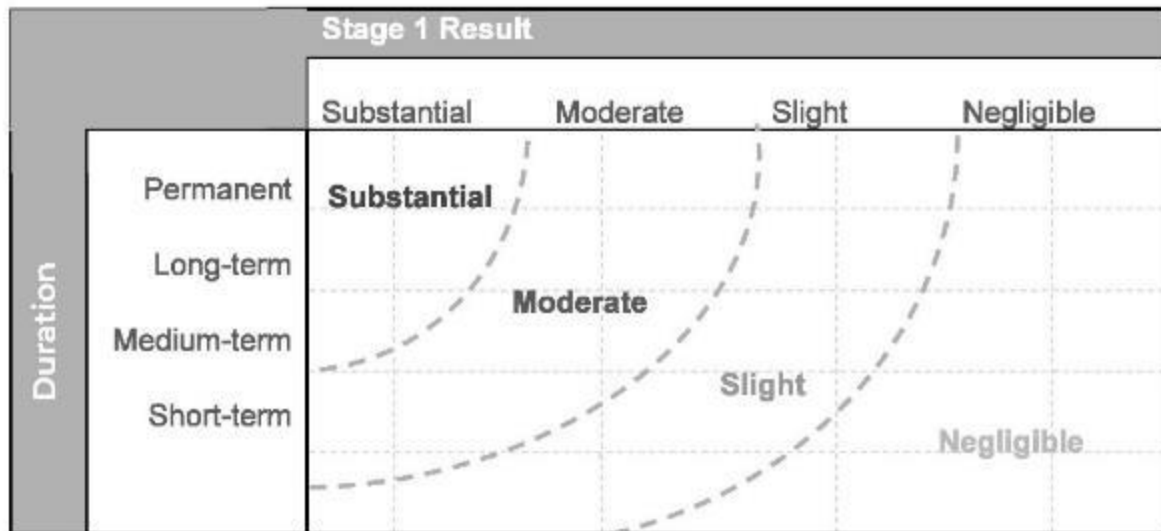 Stage 1 Result
Substantial Moderate Slight Negligible
Duration
Permanent
Substantial
Long-term
Moderate
Medium-term
Slight
Short-term
Negligible